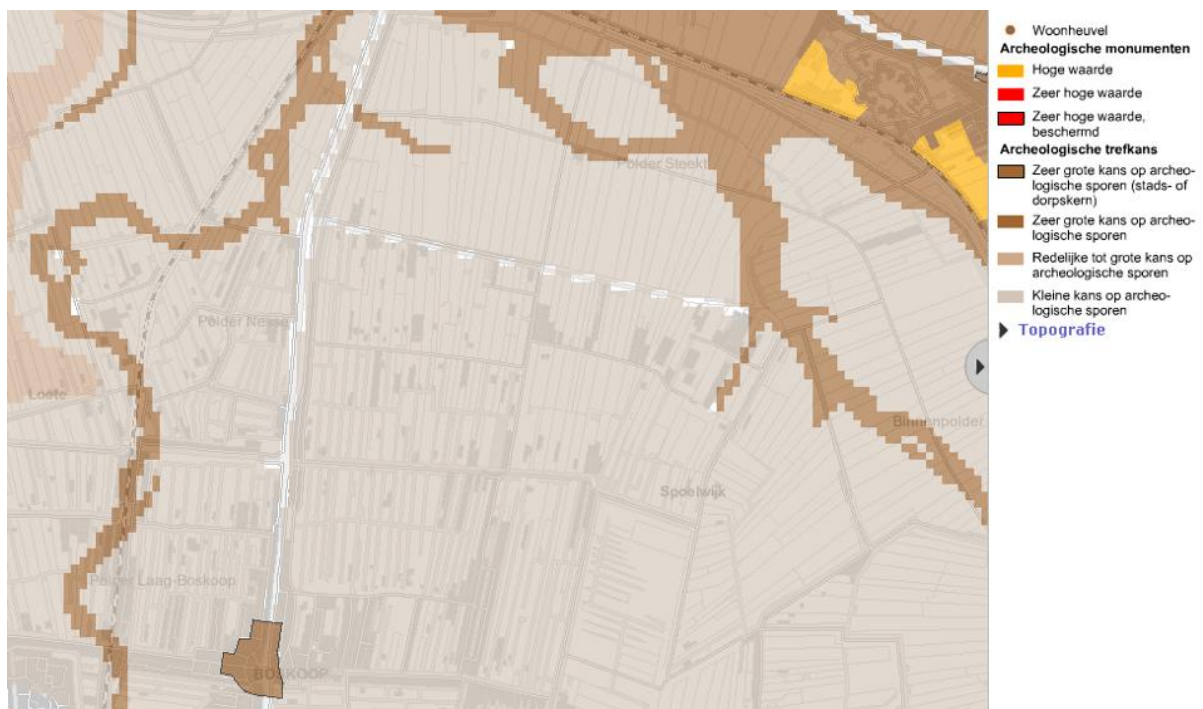 Polder Steekt
Polder Nesse
Loete
Binnenpolder
Spoelwijk
Polder Laag-Boskoop
BOSKOOP
Woonheuvel
Archeologische monumenten
Hoge waarde
Zeer hoge waarde
Zeer hoge waarde,
beschermd
Archeologische trefkans
Zeer grote kans op archeo-
logische sporen (stads- of
dorpskern)
Zeer grote kans op archeo-
logische sporen
Redelijke tot grote kans op
archeologische sporen
Kleine kans op archeo-
logische sporen
Topografie